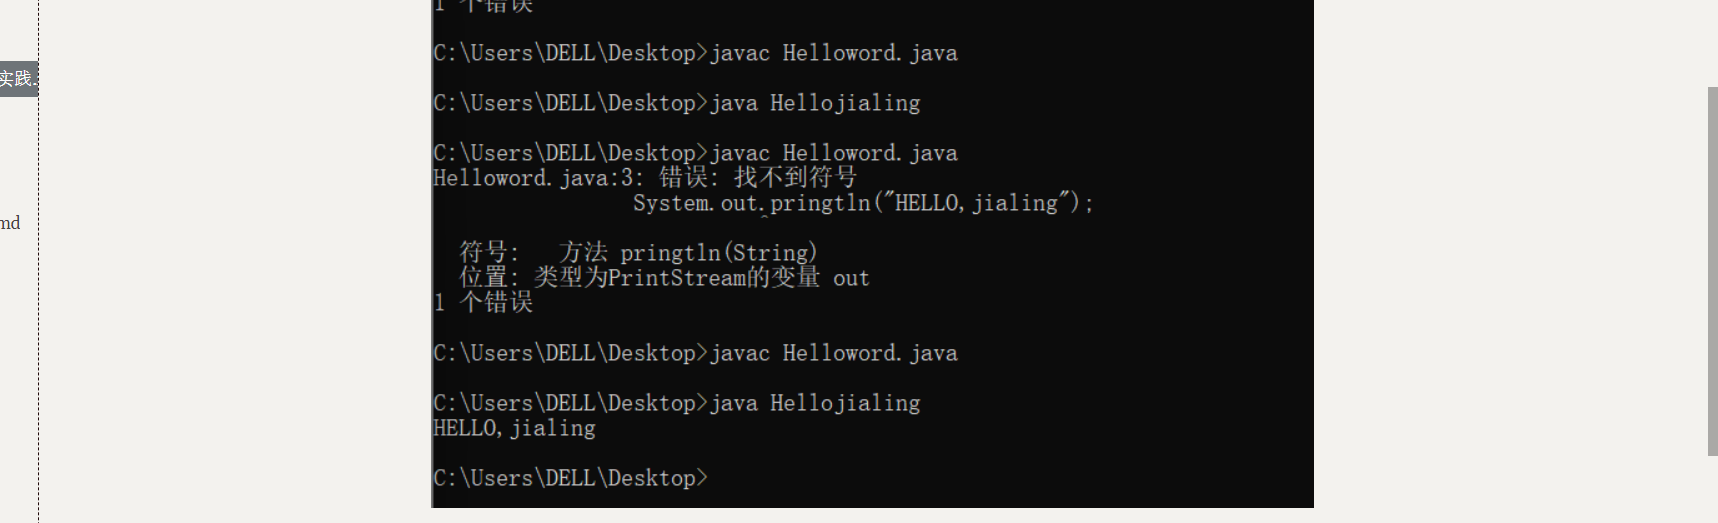 1 个错误
C:\Users\DELL\Desktop>javac Helloword.java
实践.
C:\Users\DELL\Desktop>java Hellojialing
C:\Users\DELL\Desktop>javac Helloword.java
Helloword.java:3: 错误: 找不到符号
System.out.pringtln("HELLO,jialing");
^
md
符号:   方法 pringtln(String)
位置: 类型为PrintStream的变量 out
1 个错误
C:\Users\DELL\Desktop>javac Helloword.java
C:\Users\DELL\Desktop>java Hellojialing
HELLO,jialing
C:\Users\DELL\Desktop>